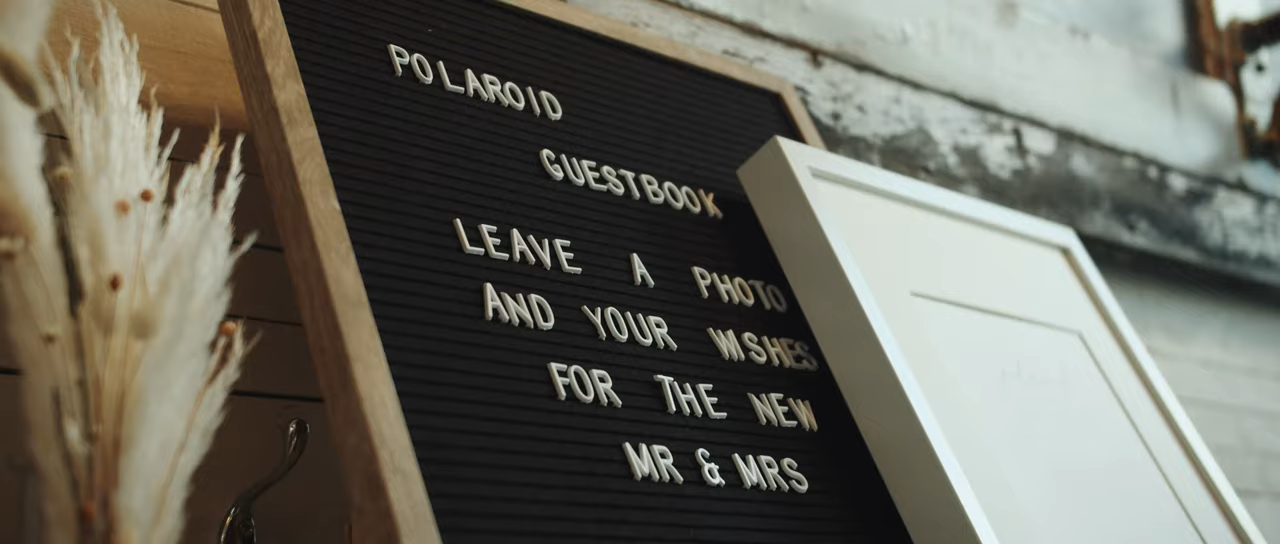 POLAROID
GUESTBOOK
LEAVE A PHOTO
AND YOUR WISHES
FOR THE NEW
MR & MRS